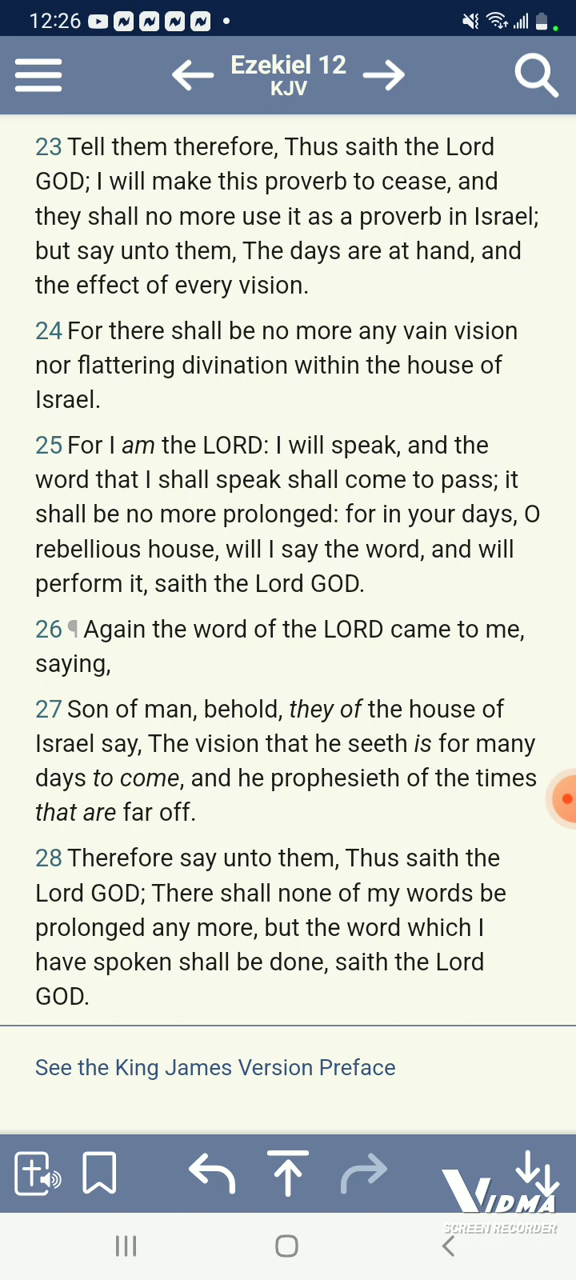 12:26
Ezekiel 12
KJV
23 Tell them therefore, Thus saith the Lord
GOD; I will make this proverb to cease, and
they shall no more use it as a proverb in Israel;
but say unto them, The days are at hand, and
the effect of every vision.
24 For there shall be no more any vain vision
nor flattering divination within the house of
Israel.
25 For I am the LORD: I will speak, and the
word that I shall speak shall come to pass; it
shall be no more prolonged: for in your days, O
rebellious house, will I say the word, and will
perform it, saith the Lord GOD.
26 ¶ Again the word of the LORD came to me,
saying,
27 Son of man, behold, they of the house of
Israel say, The vision that he seeth is for many
days to come, and he prophesieth of the times
that are far off.
28 Therefore say unto them, Thus saith the
Lord GOD; There shall none of my words be
prolonged any more, but the word which I
have spoken shall be done, saith the Lord
GOD.
See the King James Version Preface
VIDMA
SCREEN RECORDER